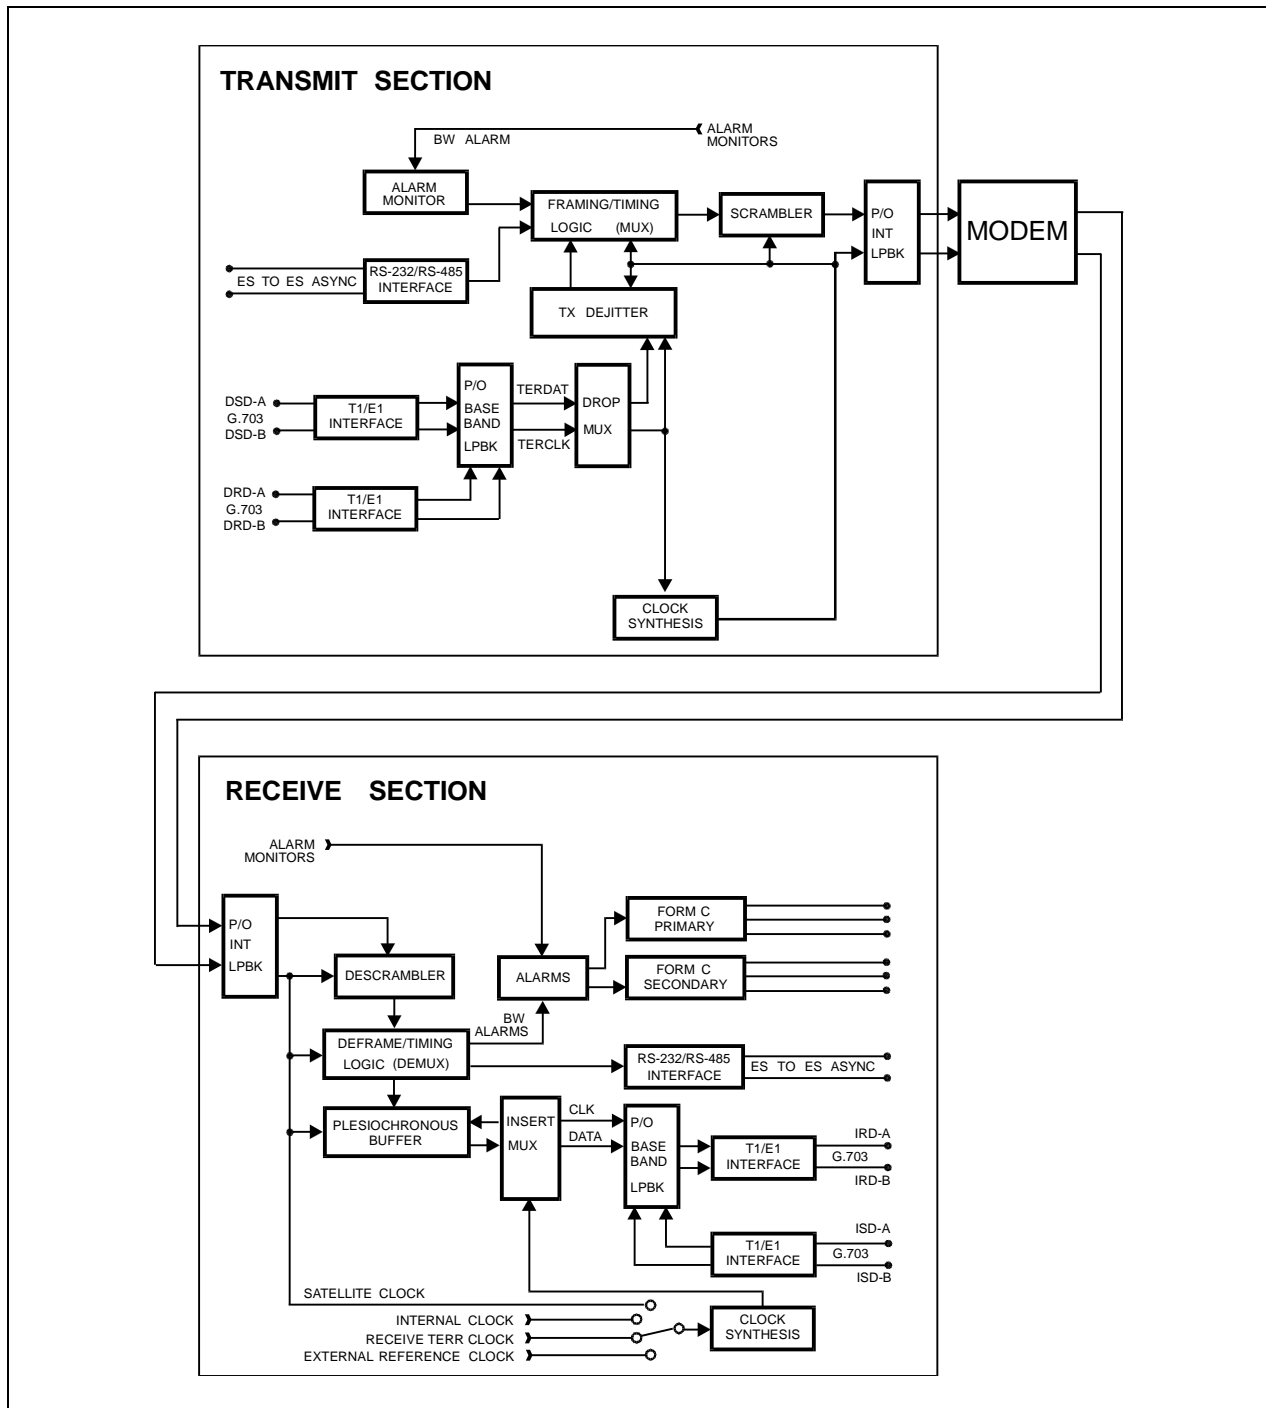 TRANSMIT SECTION
BW ALARM
ALARM
MONITORS
ALARM
MONITOR
FRAMING/TIMING
LOGIC (MUX)
SCRAMBLER
P/O
INT
LPBK
MODEM
ES TO ES ASYNC
RS-232/RS-485
INTERFACE
TX DEJITTER
DSD-A
G.703
DSD-B
T1/E1
INTERFACE
P/O
BASE
BAND
LPBK
TERDAT
TERCLK
DROP
MUX
DRD-A
G.703
DRD-B
T1/E1
INTERFACE
CLOCK
SYNTHESIS
RECEIVE SECTION
ALARM
MONITORS
P/O
INT
LPBK
DESCRAMBLER
ALARMS
FORM C
PRIMARY
FORM C
SECONDARY
BW
ALARMS
DEFRAME/TIMING
LOGIC (DEMUX)
RS-232/RS-485
INTERFACE
ES TO ES ASYNC
PLESIOCHRONOUS
BUFFER
INSERT
MUX
CLK
DATA
P/O
BASE
BAND
LPBK
T1/E1
INTERFACE
IRD-A
G.703
IRD-B
T1/E1
INTERFACE
ISD-A
G.703
ISD-B
SATELLITE CLOCK
INTERNAL CLOCK
RECEIVE TERR CLOCK
EXTERNAL REFERENCE CLOCK
CLOCK
SYNTHESIS